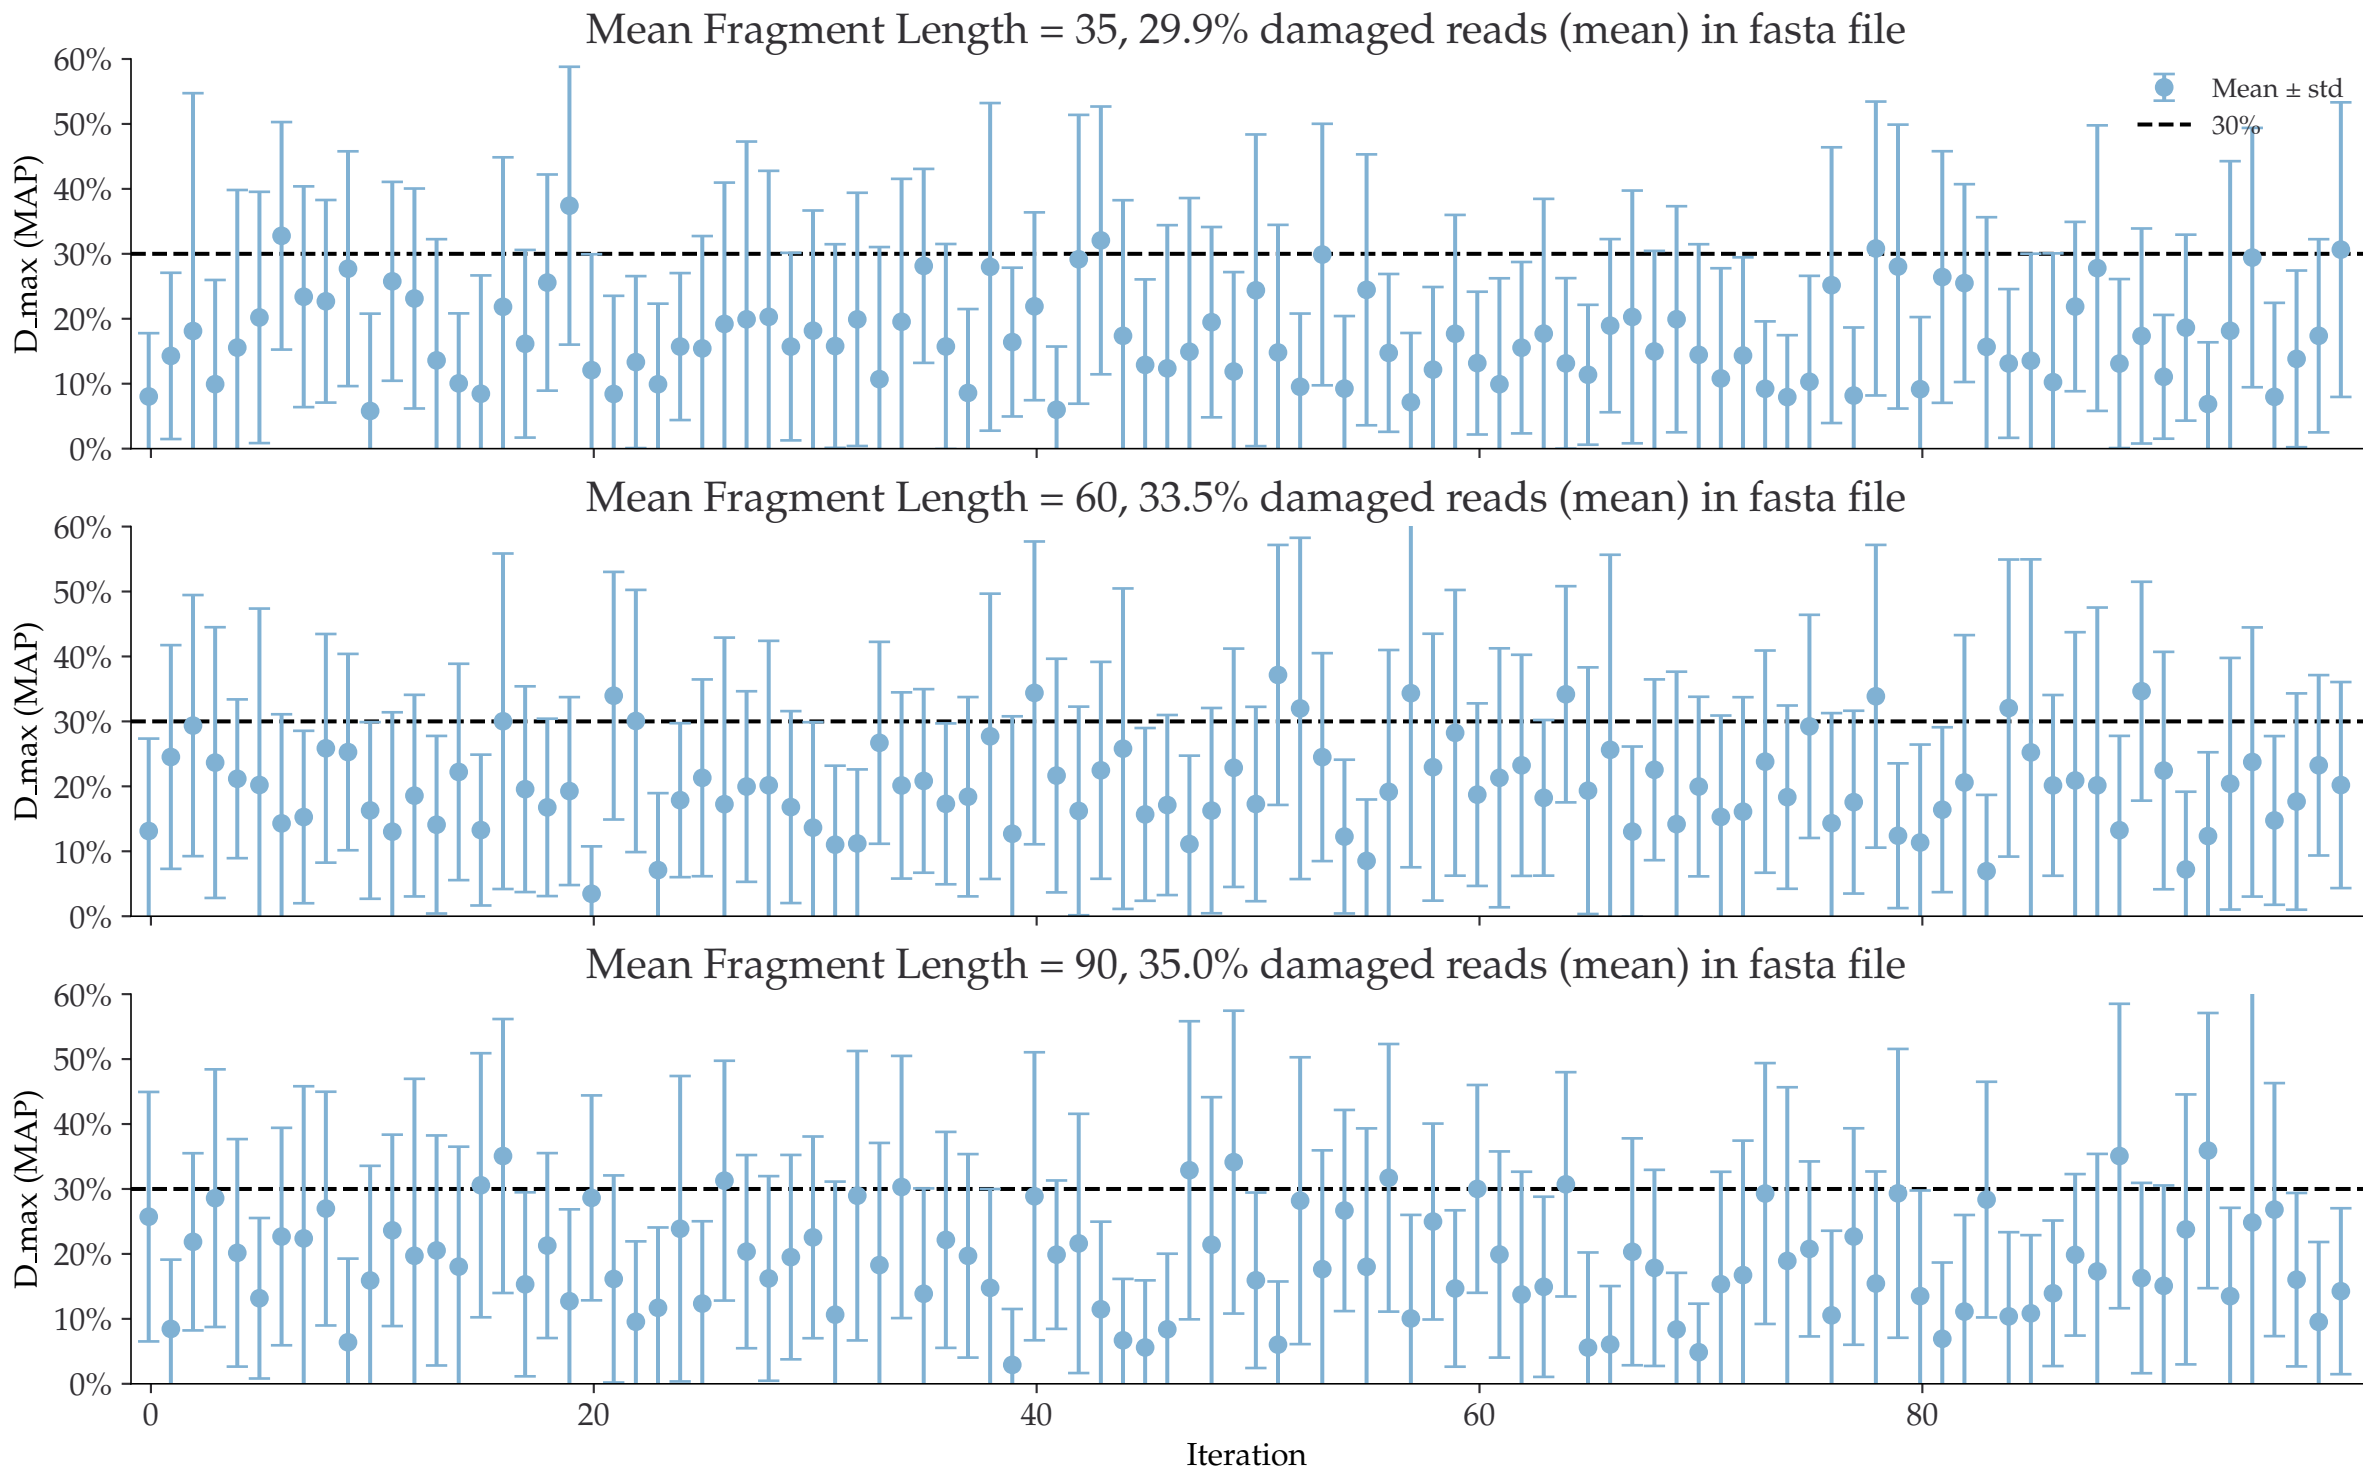 Mean Fragment Length = 35, 29.9% damaged reads (mean) in fasta file
60%
50%
40%
30%
20%
10%
0%
D_max (MAP)
Mean ± std
30%
Mean Fragment Length = 60, 33.5% damaged reads (mean) in fasta file
60%
50%
40%
30%
20%
10%
0%
D_max (MAP)
Mean Fragment Length = 90, 35.0% damaged reads (mean) in fasta file
60%
50%
40%
30%
20%
10%
0%
D_max (MAP)
0 20 40 60 80
Iteration